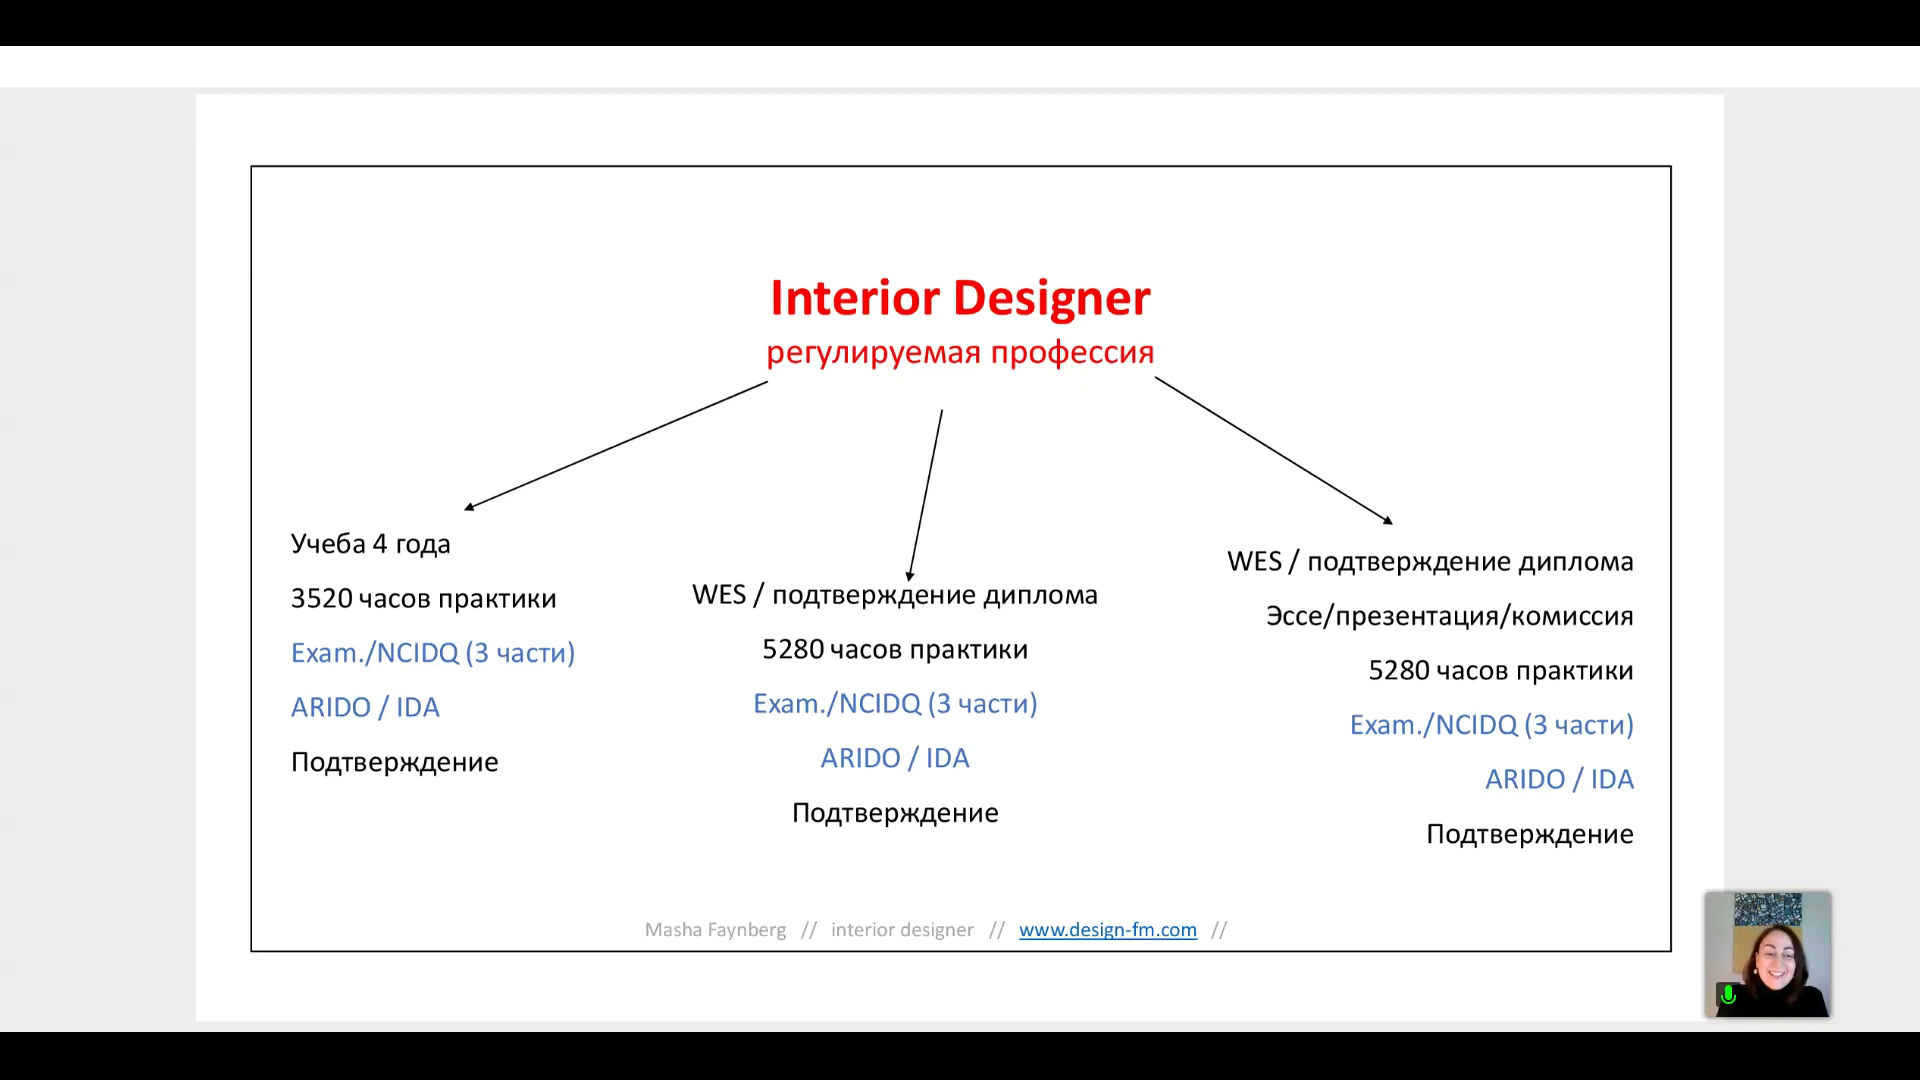 Interior Designer
регулируемая профессия
Учеба 4 года
3520 часов практики
Exam./NCIDQ (3 части)
ARIDO / IDA
Подтверждение
WES / подтверждение диплома
5280 часов практики
Exam./NCIDQ (3 части)
ARIDO / IDA
Подтверждение
WES / подтверждение диплома
Эссе/презентация/комиссия
5280 часов практики
Exam./NCIDQ (3 части)
ARIDO / IDA
Подтверждение
Masha Faynberg // interior designer // www.design-fm.com //